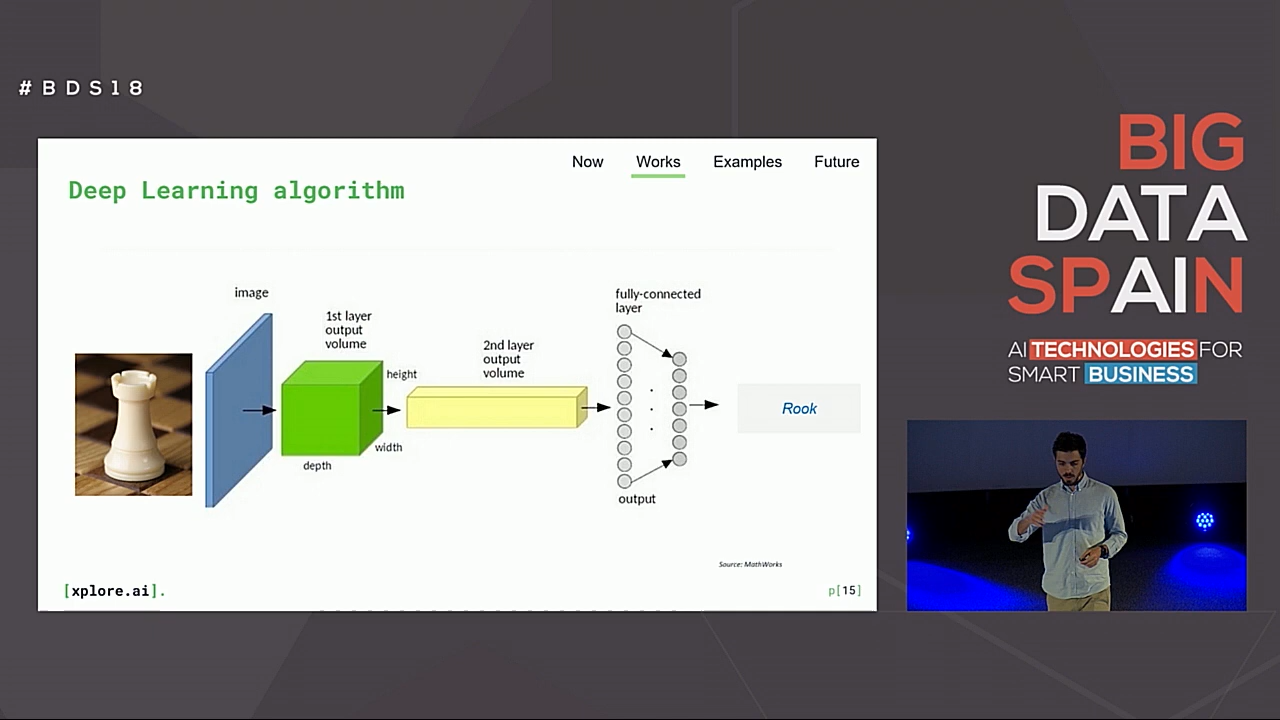 #BDS18
Now Works Examples Future
Deep Learning algorithm
image
1st layer
output
volume
height
width
depth
2nd layer
output
volume
fully-connected
layer
output
Rook
Source: MathWorks
[xplore.ai].
p[15]
BIG
DATA
SPAIN
AI TECHNOLOGIES FOR
SMART BUSINESS